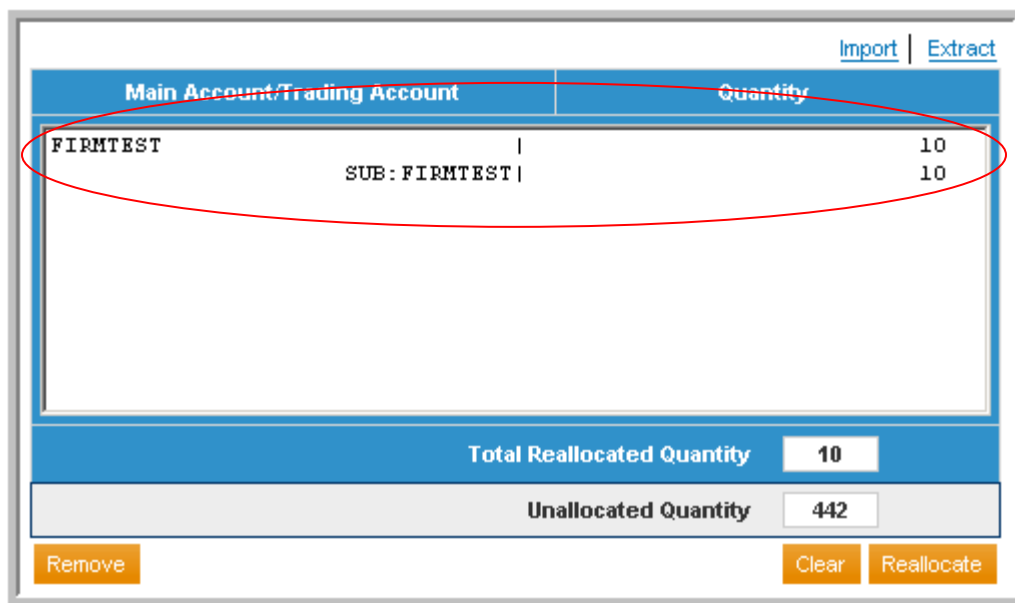 Import | Extract
Main Account/Trading Account Quantity
FIRMTEST | 10
SUB:FIRMTEST| 10
Total Reallocated Quantity 10
Unallocated Quantity 442
Remove Clear Reallocate